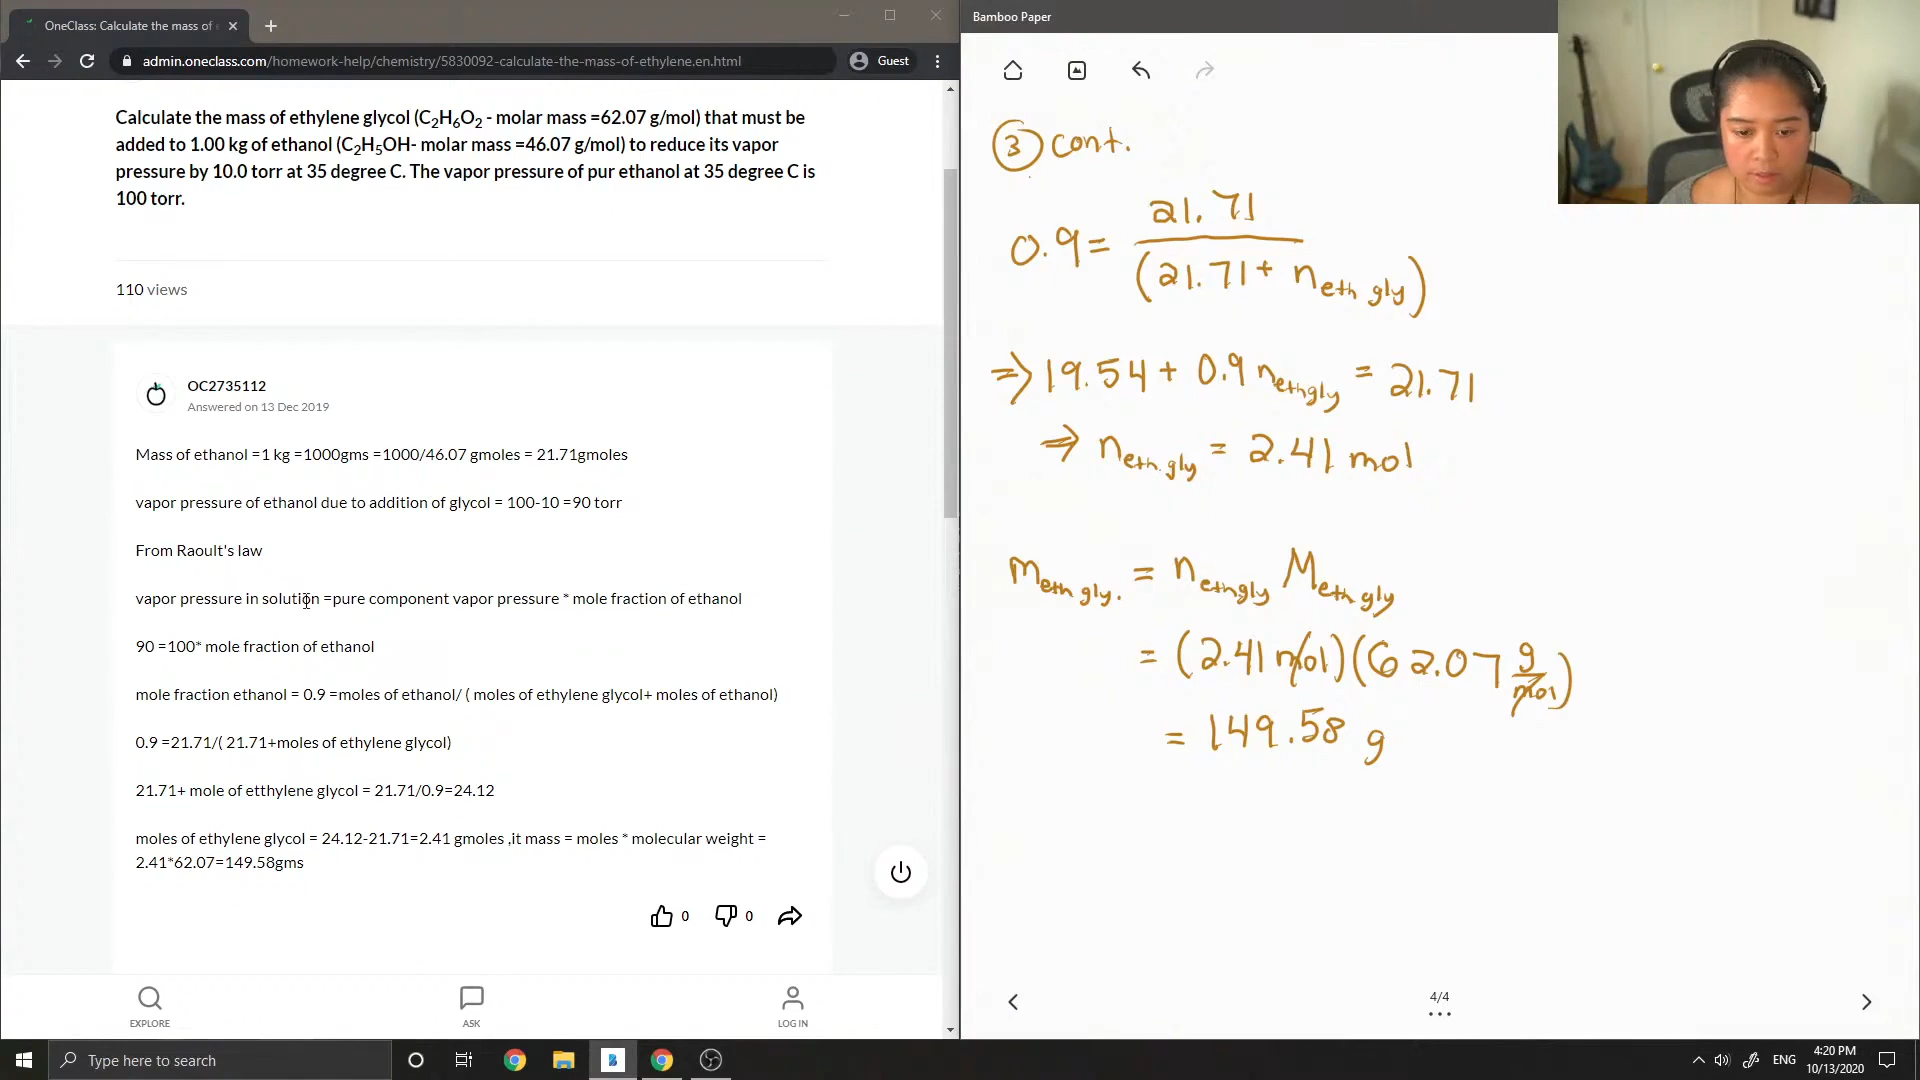 OneClass: Calculate the mass of e
admin.oneclass.com/homework-help/chemistry/5830092-calculate-the-mass-of-ethylene.en.html
Guest
Calculate the mass of ethylene glycol (C₂H₆O₂ - molar mass =62.07 g/mol) that must be
added to 1.00 kg of ethanol (C₂H₅OH- molar mass =46.07 g/mol) to reduce its vapor
pressure by 10.0 torr at 35 degree C. The vapor pressure of pur ethanol at 35 degree C is
100 torr.
110 views
OC2735112
Answered on 13 Dec 2019
Mass of ethanol =1 kg =1000gms =1000/46.07 gmoles = 21.71gmoles
vapor pressure of ethanol due to addition of glycol = 100-10 =90 torr
From Raoult's law
vapor pressure in solution =pure component vapor pressure * mole fraction of ethanol
90 =100* mole fraction of ethanol
mole fraction ethanol = 0.9 =moles of ethanol/ ( moles of ethylene glycol+ moles of ethanol)
0.9 =21.71/( 21.71+moles of ethylene glycol)
21.71+ mole of etthylene glycol = 21.71/0.9=24.12
moles of ethylene glycol = 24.12-21.71=2.41 gmoles ,it mass = moles * molecular weight =
2.41*62.07=149.58gms
0
0
EXPLORE
ASK
LOG IN
Bamboo Paper
③ cont.
0.9 = 21.71 / (21.71 + n eth gly)
⇒ 19.54 + 0.9 n eth gly = 21.71
⇒ n eth. gly = 2.41 mol
m eth gly. = n eth gly M eth gly
= (2.41 mol)(62.07 g/mol)
= 149.58 g
4/4
Type here to search
ENG
4:20 PM
10/13/2020